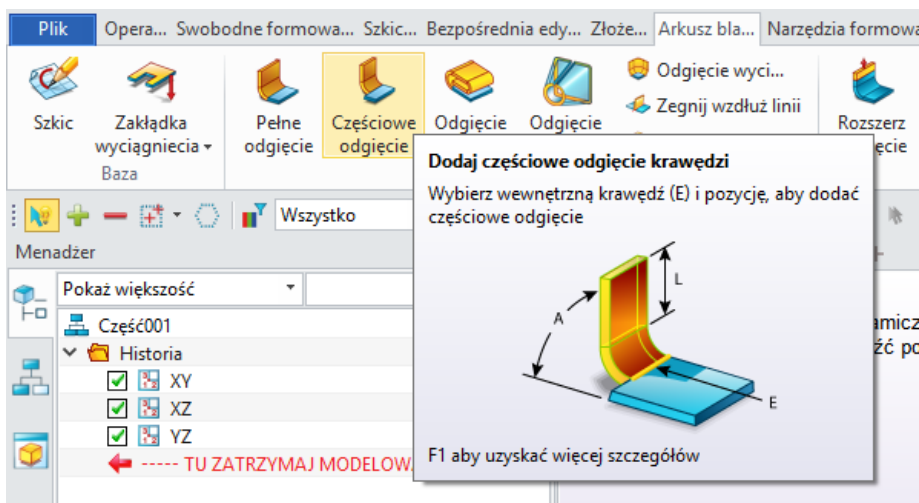 Plik Opera... Swobodne formowa... Szkic... Bezpośrednia edy... Złoże... Arkusz bla... Narzędzia formowa
Szkic
Zakłądka wyciągniecia
Pełne odgięcie
Częściowe odgięcie
Odgięcie
Odgięcie
Odgięcie wyci...
Zegnij wzdłuż linii
Rozszerz
ęcie
Baza
Dodaj częściowe odgięcie krawędzi
Wybierz wewnętrzną krawędź (E) i pozycję, aby dodać
częściowe odgięcie
A
L
E
F1 aby uzyskać więcej szczegółów
Wszystko
Menadżer
Pokaż większość
Część001
Historia
XY
XZ
YZ
----- TU ZATRZYMAJ MODELOW
amicz
źć po